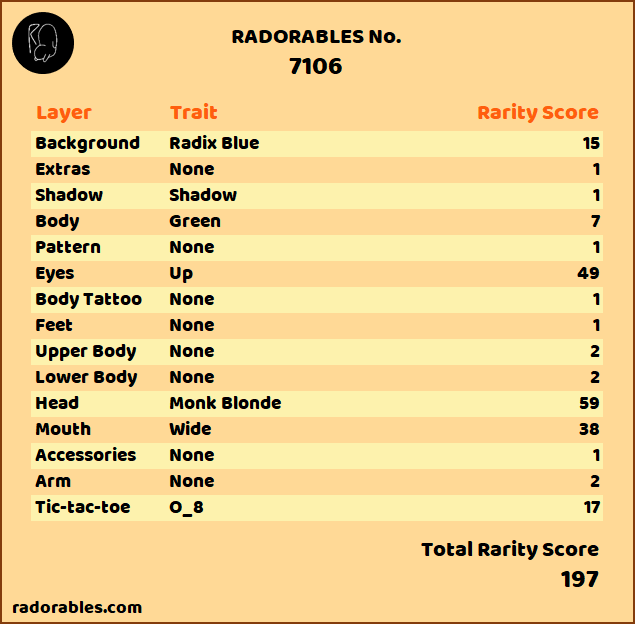 RADORABLES No.
7106
Layer Trait Rarity Score
Background Radix Blue 15
Extras None 1
Shadow Shadow 1
Body Green 7
Pattern None 1
Eyes Up 49
Body Tattoo None 1
Feet None 1
Upper Body None 2
Lower Body None 2
Head Monk Blonde 59
Mouth Wide 38
Accessories None 1
Arm None 2
Tic-tac-toe O_8 17
Total Rarity Score
197
radorables.com